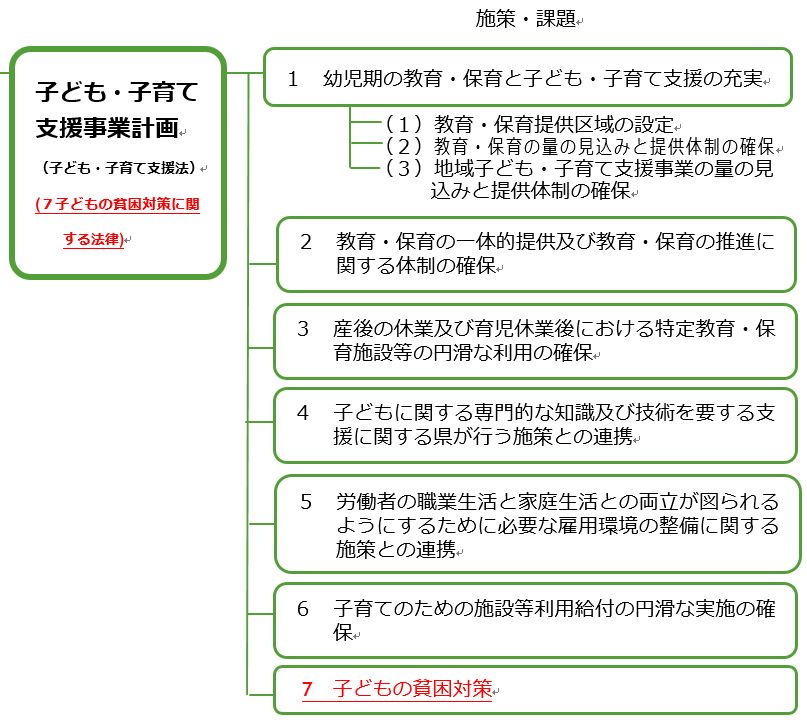 施策・課題
子ども・子育て
支援事業計画
（子ども・子育て支援法）
(７子どもの貧困対策に関
する法律)
１　幼児期の教育・保育と子ども・子育て支援の充実
（１）教育・保育提供区域の設定
（２）教育・保育の量の見込みと提供体制の確保
（３）地域子ども・子育て支援事業の量の見
込みと提供体制の確保
２　教育・保育の一体的提供及び教育・保育の推進に
関する体制の確保
３　産後の休業及び育児休業後における特定教育・保
育施設等の円滑な利用の確保
４　子どもに関する専門的な知識及び技術を要する支
援に関する県が行う施策との連携
５　労働者の職業生活と家庭生活との両立が図られる
ようにするために必要な雇用環境の整備に関する
施策との連携
６　子育てのための施設等利用給付の円滑な実施の確
保
７　子どもの貧困対策